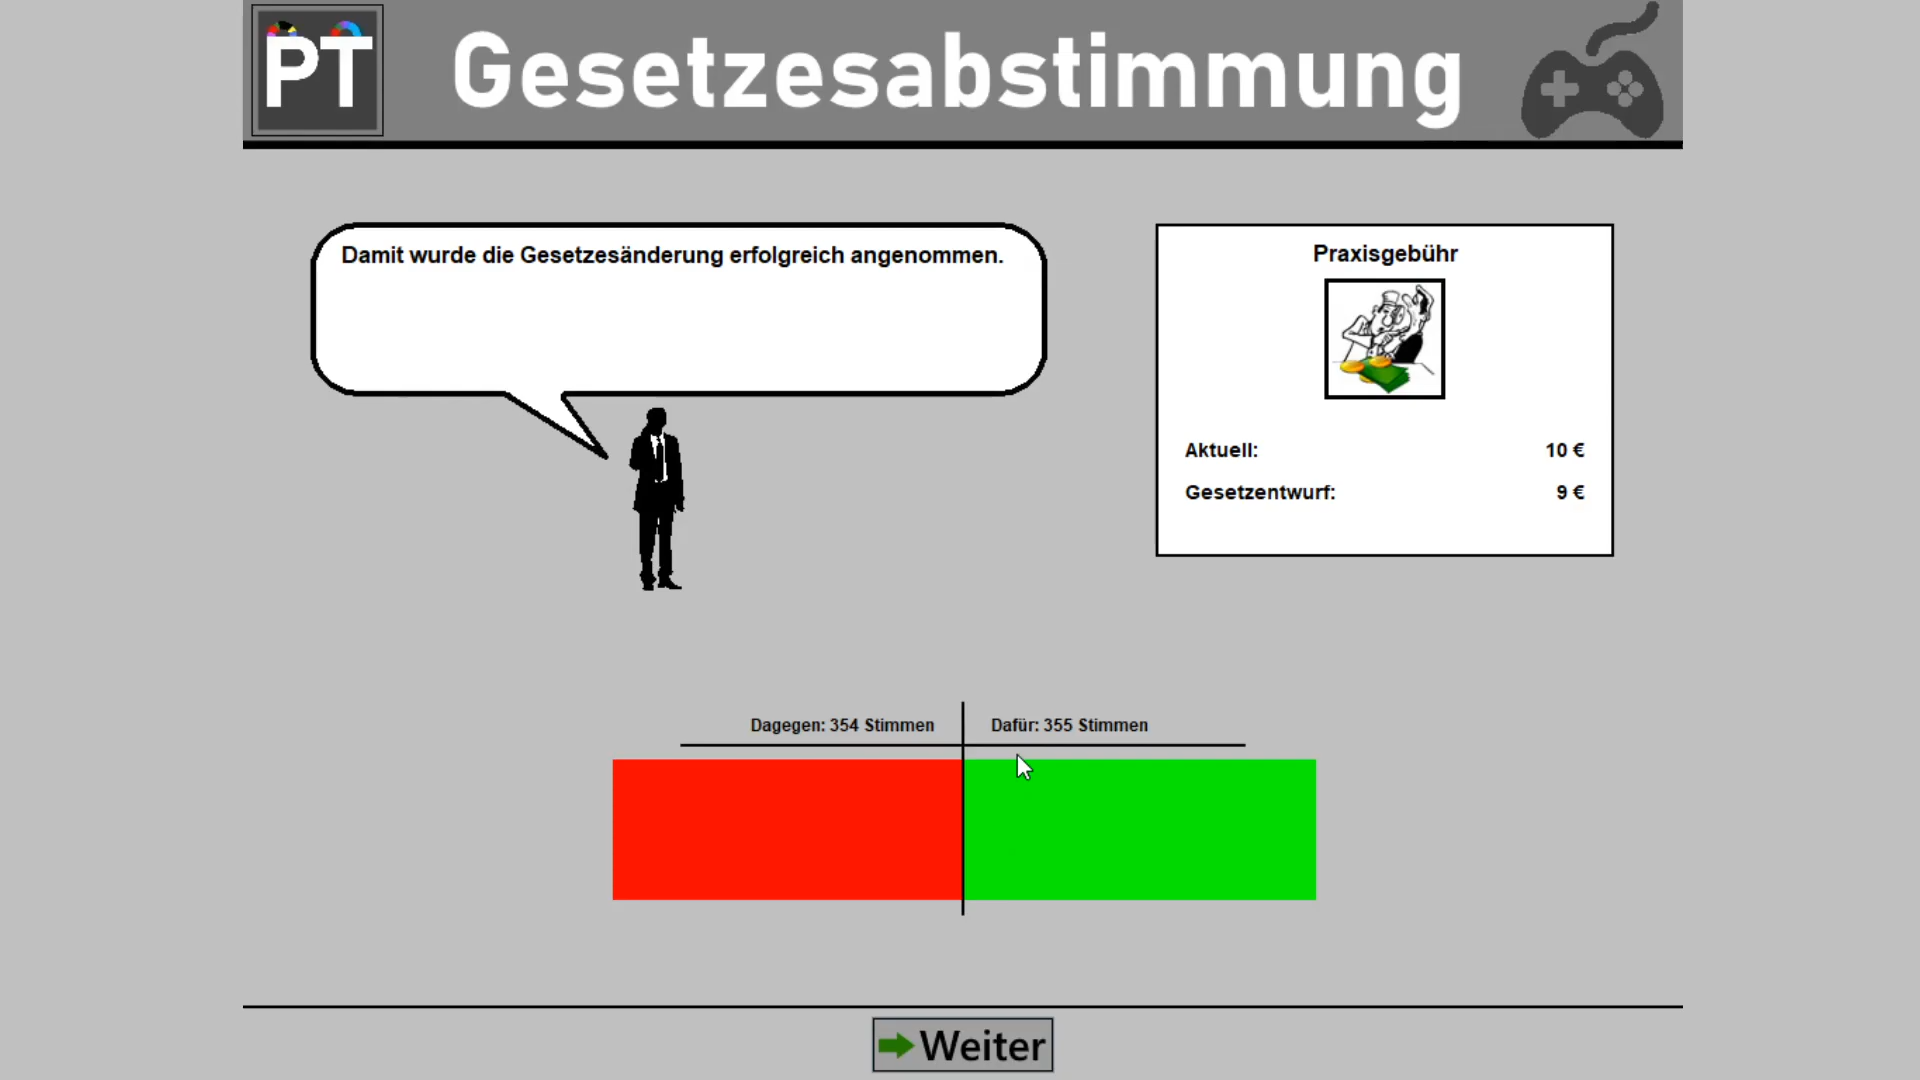 PT
Gesetzesabstimmung
Damit wurde die Gesetzesänderung erfolgreich angenommen.
Praxisgebühr
Aktuell: 10 €
Gesetzentwurf: 9 €
Dagegen: 354 Stimmen
Dafür: 355 Stimmen
Weiter